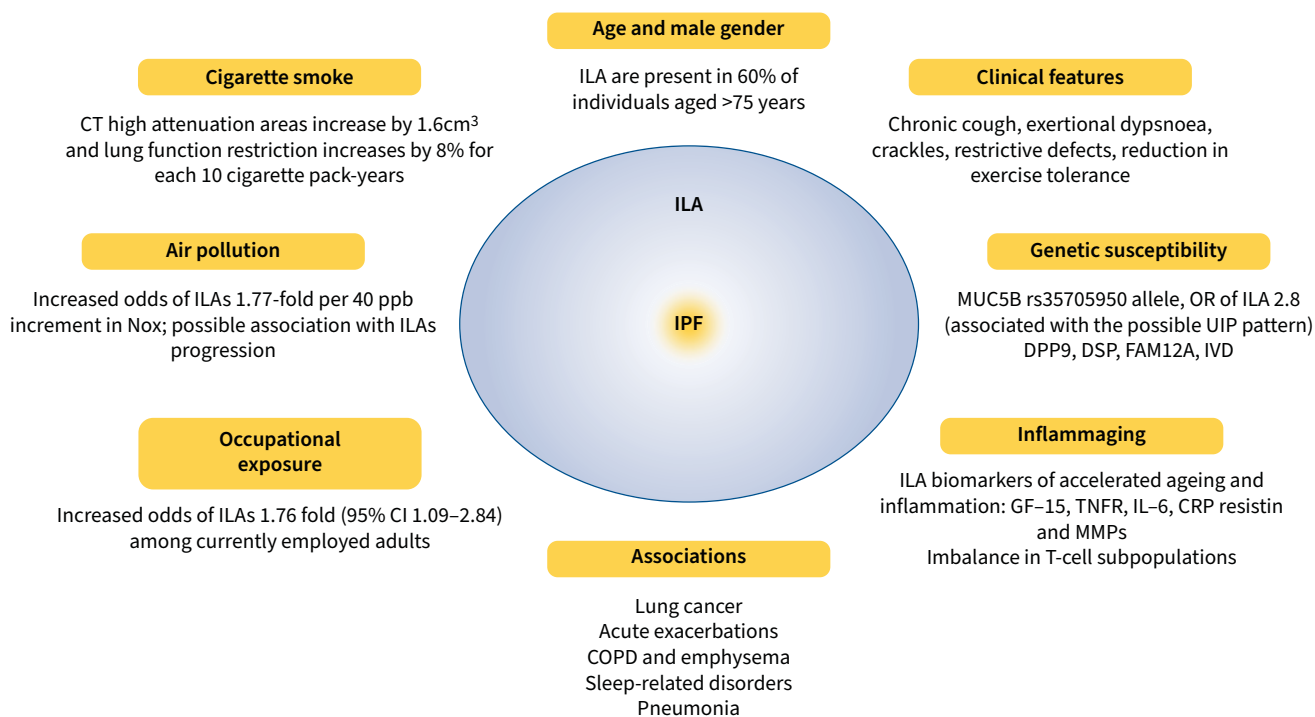 Age and male gender
ILA are present in 60% of
individuals aged >75 years
Cigarette smoke
CT high attenuation areas increase by 1.6cm³
and lung function restriction increases by 8% for
each 10 cigarette pack-years
Clinical features
Chronic cough, exertional dypsnoea,
crackles, restrictive defects, reduction in
exercise tolerance
ILA
IPF
Air pollution
Increased odds of ILAs 1.77-fold per 40 ppb
increment in Nox; possible association with ILAs
progression
Genetic susceptibility
MUC5B rs35705950 allele, OR of ILA 2.8
(associated with the possible UIP pattern)
DPP9, DSP, FAM12A, IVD
Occupational
exposure
Increased odds of ILAs 1.76 fold (95% CI 1.09–2.84)
among currently employed adults
Inflammaging
ILA biomarkers of accelerated ageing and
inflammation: GF–15, TNFR, IL–6, CRP resistin
and MMPs
Imbalance in T-cell subpopulations
Associations
Lung cancer
Acute exacerbations
COPD and emphysema
Sleep-related disorders
Pneumonia